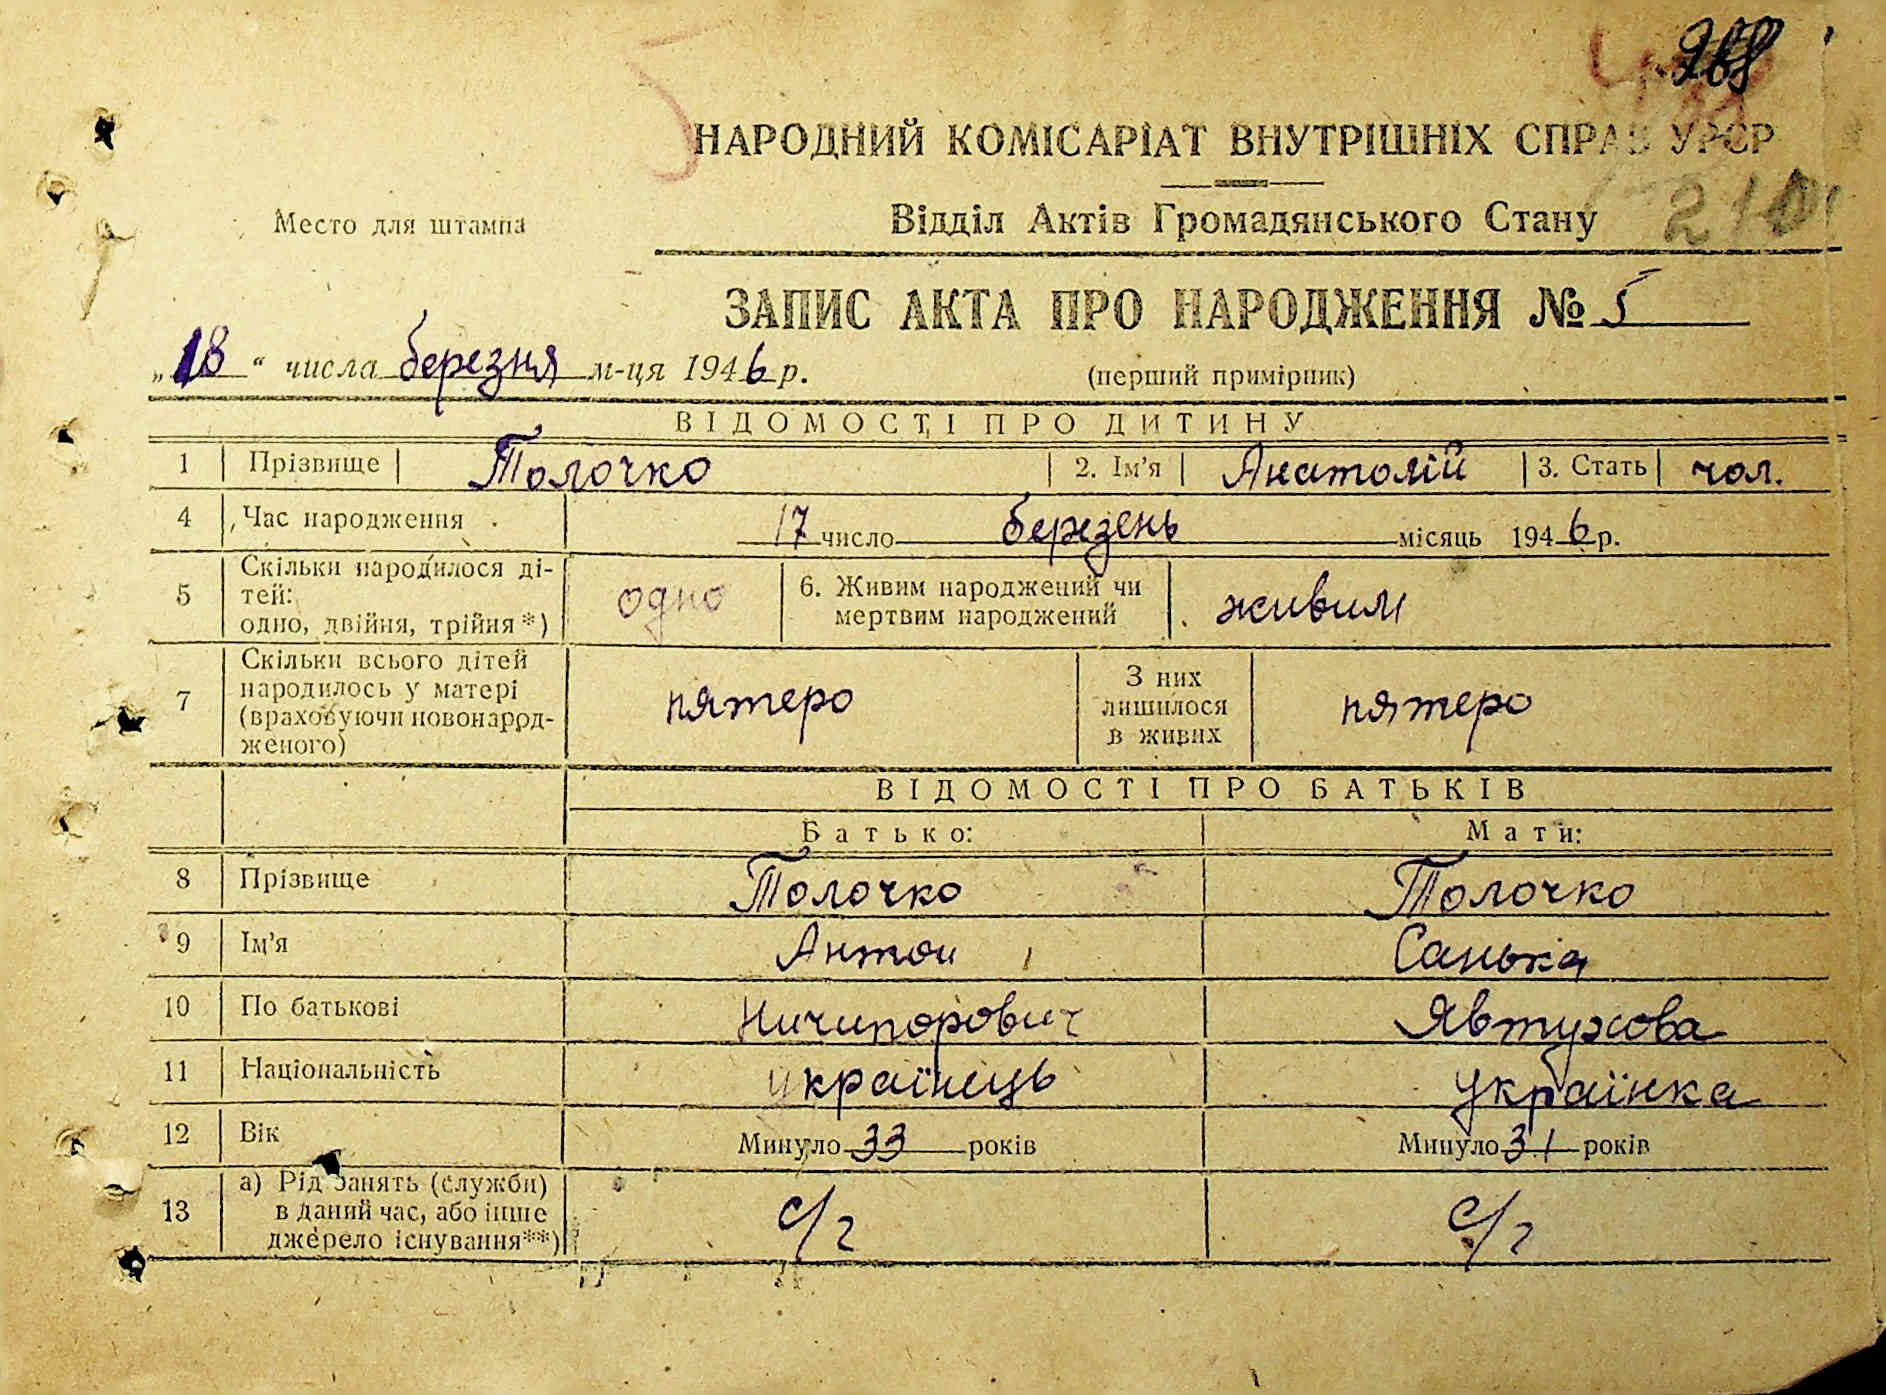 НАРОДНИЙ КОМІСАРІАТ ВНУТРІШНІХ СПРАВ УРСР
Место для штампа
Відділ Актів Громадянського Стану
210
ЗАПИС АКТА ПРО НАРОДЖЕННЯ № 5
„18“ числа березня м-ця 1946 р.
(перший примірник)
ВІДОМОСТІ ПРО ДИТИНУ
1 Прізвище Толочко 2. Ім'я Анатолій 3. Стать чол.
4 Час народження 17 число березень місяць 1946 р.
5 Скільки народилося ді-
тей:
одно, двійня, трійня*)
одно
6. Живим народжений чи
мертвим народжений
живим
7 Скільки всього дітей
народилось у матері
(враховуючи новонарод-
женого)
пятеро
З них
лишилося
в живих
пятеро
ВІДОМОСТІ ПРО БАТЬКІВ
Батько: Мати:
8 Прізвище Толочко Толочко
9 Ім'я Антон Санька
10 По батькові Ничипорович Явтухова
11 Національність українець українка
12 Вік Минуло 33 років Минуло 31 років
13 а) Рід занять (служби)
в даний час, або інше
джерело існування**)
с/г с/г